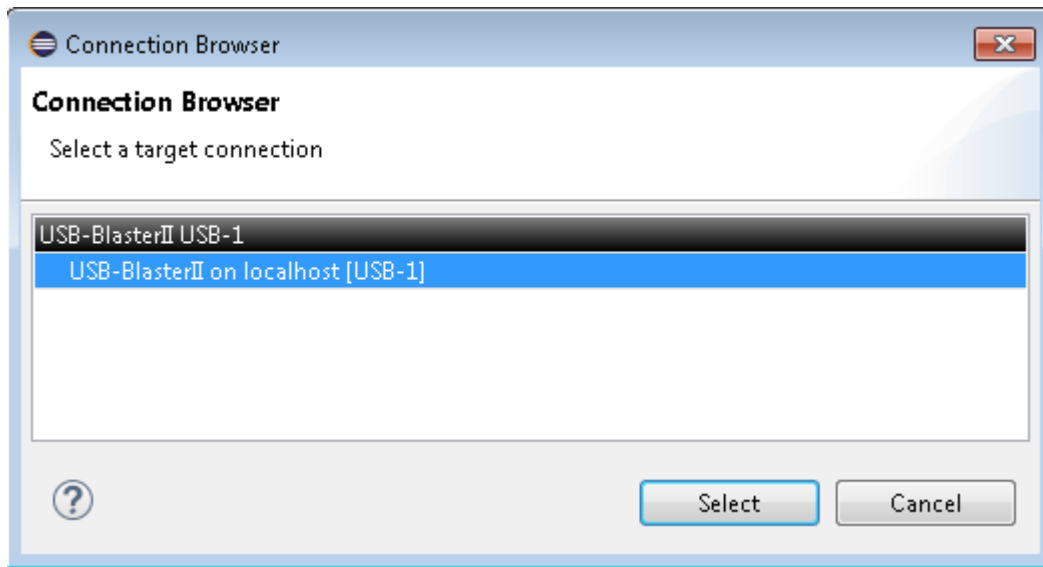 Connection Browser
Connection Browser
Select a target connection
USB-BlasterⅡ USB-1
USB-BlasterⅡ on localhost [USB-1]
?
Select
Cancel